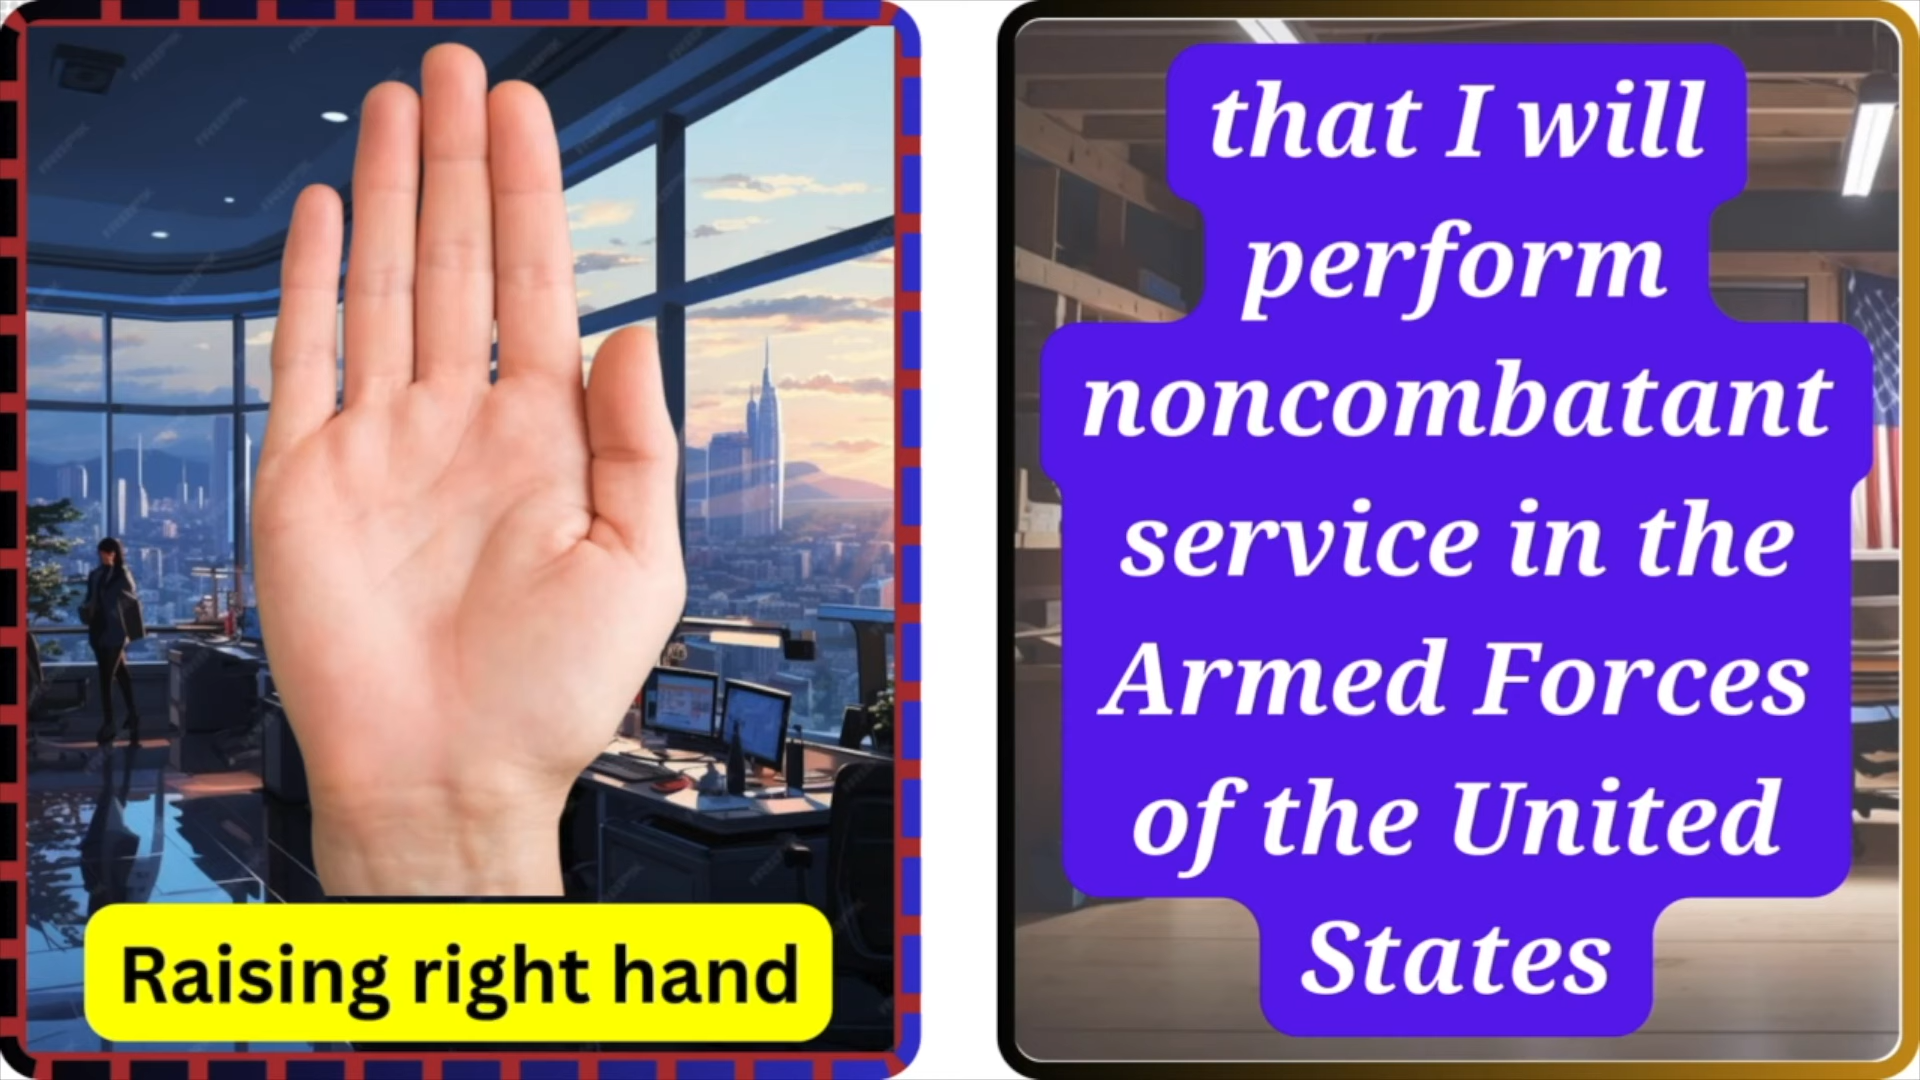 Raising right hand
that I will
perform
noncombatant
service in the
Armed Forces
of the United
States